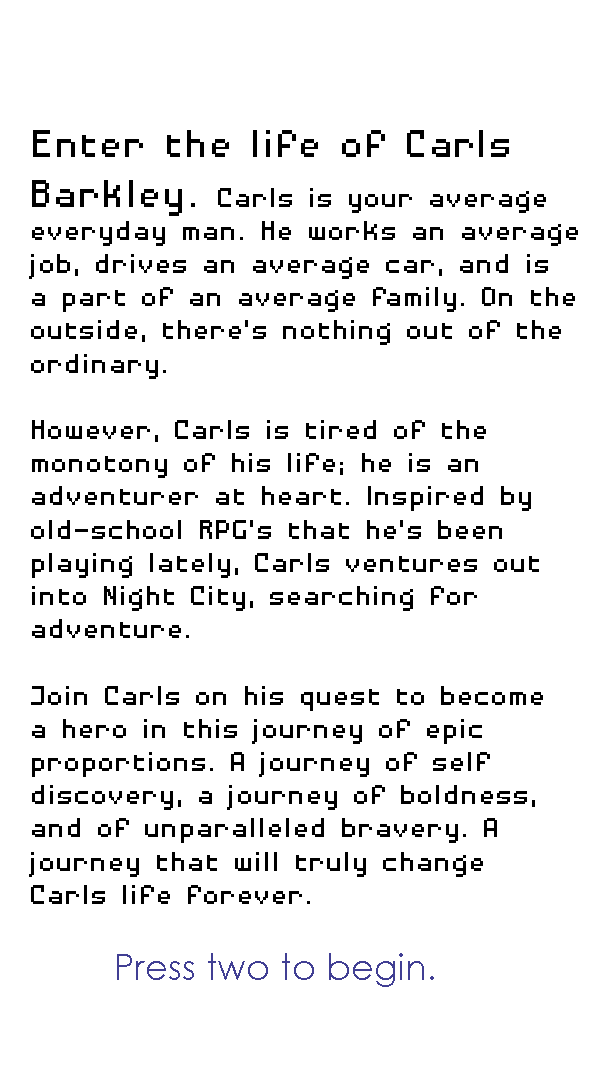 Enter the life of Carls
Barkley. Carls is your average
everyday man. He works an average
job, drives an average car, and is
a part of an average family. On the
outside, there's nothing out of the
ordinary.
However, Carls is tired of the
monotony of his life; he is an
adventurer at heart. Inspired by
old-school RPG's that he's been
playing lately, Carls ventures out
into Night City, searching for
adventure.
Join Carls on his quest to become
a hero in this journey of epic
proportions. A journey of self
discovery, a journey of boldness,
and of unparalleled bravery. A
journey that will truly change
Carls life forever.
Press two to begin.